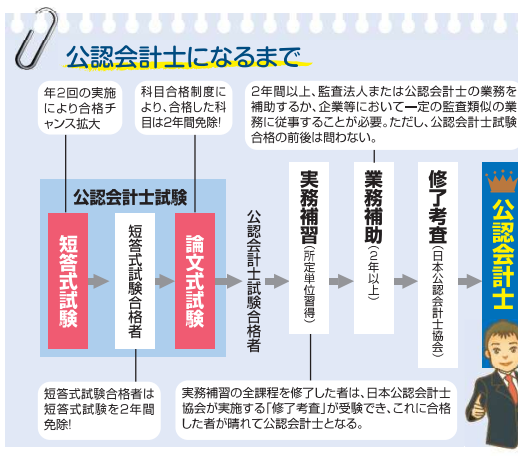 公認会計士になるまで
年2回の実施
により合格チ
ャンス拡大
科目合格制度に
より、合格した科
目は2年間免除!
2年間以上、監査法人または公認会計士の業務を
補助するか、企業等において一定の監査類似の業
務に従事することが必要。ただし、公認会計士試験
合格の前後は問わない。
公認会計士試験
短答式試験
短答式試験合格者
論文式試験
公認会計士試験合格者
実務補習(所定単位習得)
業務補助(2年以上)
修了考査(日本公認会計士協会)
公認会計士
短答式試験合格者は
短答式試験を2年間
免除!
実務補習の全課程を修了した者は、日本公認会計士
協会が実施する「修了考査」が受験でき、これに合格
した者が晴れて公認会計士となる。